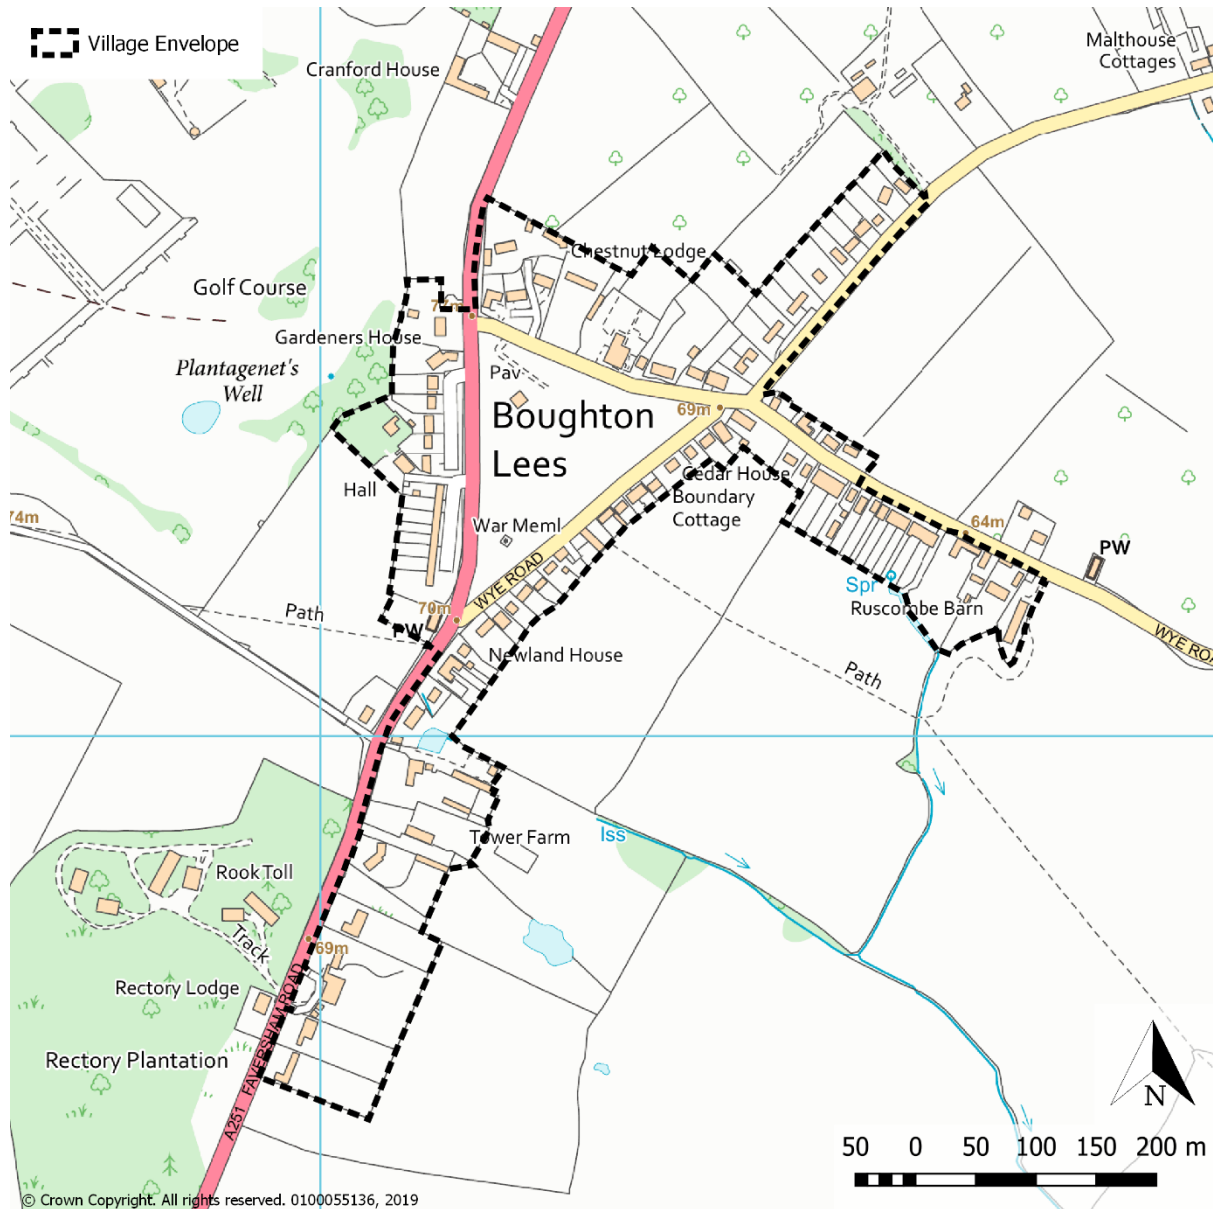 Village Envelope
Malthouse
Cottages
Cranford House
Chestnut Lodge
Golf Course
77m
Gardeners House
Plantagenet's
Well
Pav
Boughton
Lees
69m
Cedar House
Boundary
Cottage
Hall
74m
War Meml
64m
PW
WYE ROAD
Spr
Ruscombe Barn
Path
70m
PW
WYE ROA
Newland House
Path
Tower Farm
Iss
Rook Toll
Track
69m
Rectory Lodge
Rectory Plantation
A251 FAVERSHAM ROAD
N
50 0 50 100 150 200 m
© Crown Copyright. All rights reserved. 0100055136, 2019